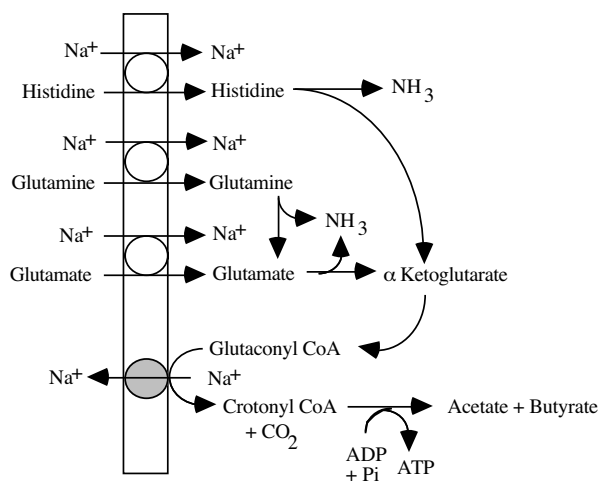 Na+ Na+
Histidine Histidine NH3
Na+ Na+
Glutamine Glutamine
NH3
Na+ Na+
Glutamate Glutamate α Ketoglutarate
Glutaconyl CoA
Na+ Na+
Crotonyl CoA Acetate + Butyrate
+ CO2
ADP
+ Pi ATP